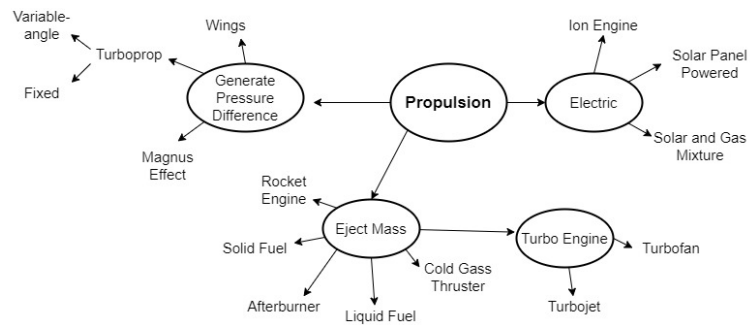 Variable-
angle
Turboprop
Fixed
Wings
Generate
Pressure
Difference
Magnus
Effect
Propulsion
Ion Engine
Electric
Solar Panel
Powered
Solar and Gas
Mixture
Rocket
Engine
Eject Mass
Solid Fuel
Afterburner
Liquid Fuel
Cold Gass
Thruster
Turbo Engine
Turbofan
Turbojet